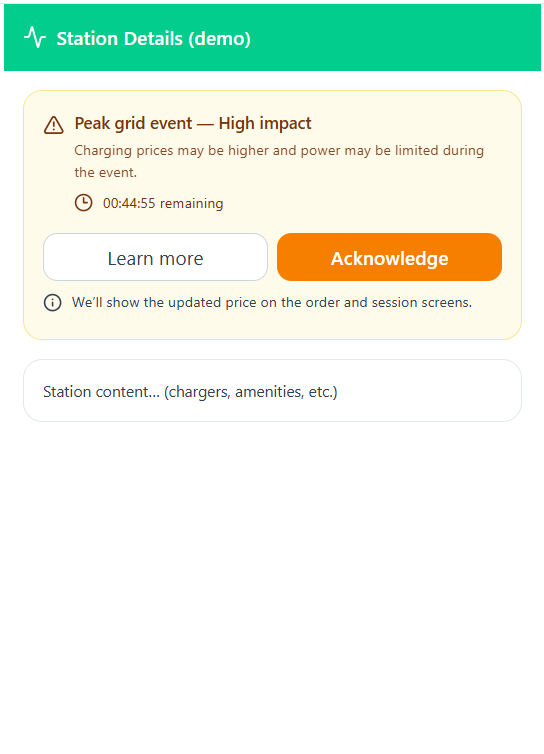 Station Details (demo)
Peak grid event — High impact
Charging prices may be higher and power may be limited during
the event.
00:44:55 remaining
Learn more
Acknowledge
We'll show the updated price on the order and session screens.
Station content... (chargers, amenities, etc.)